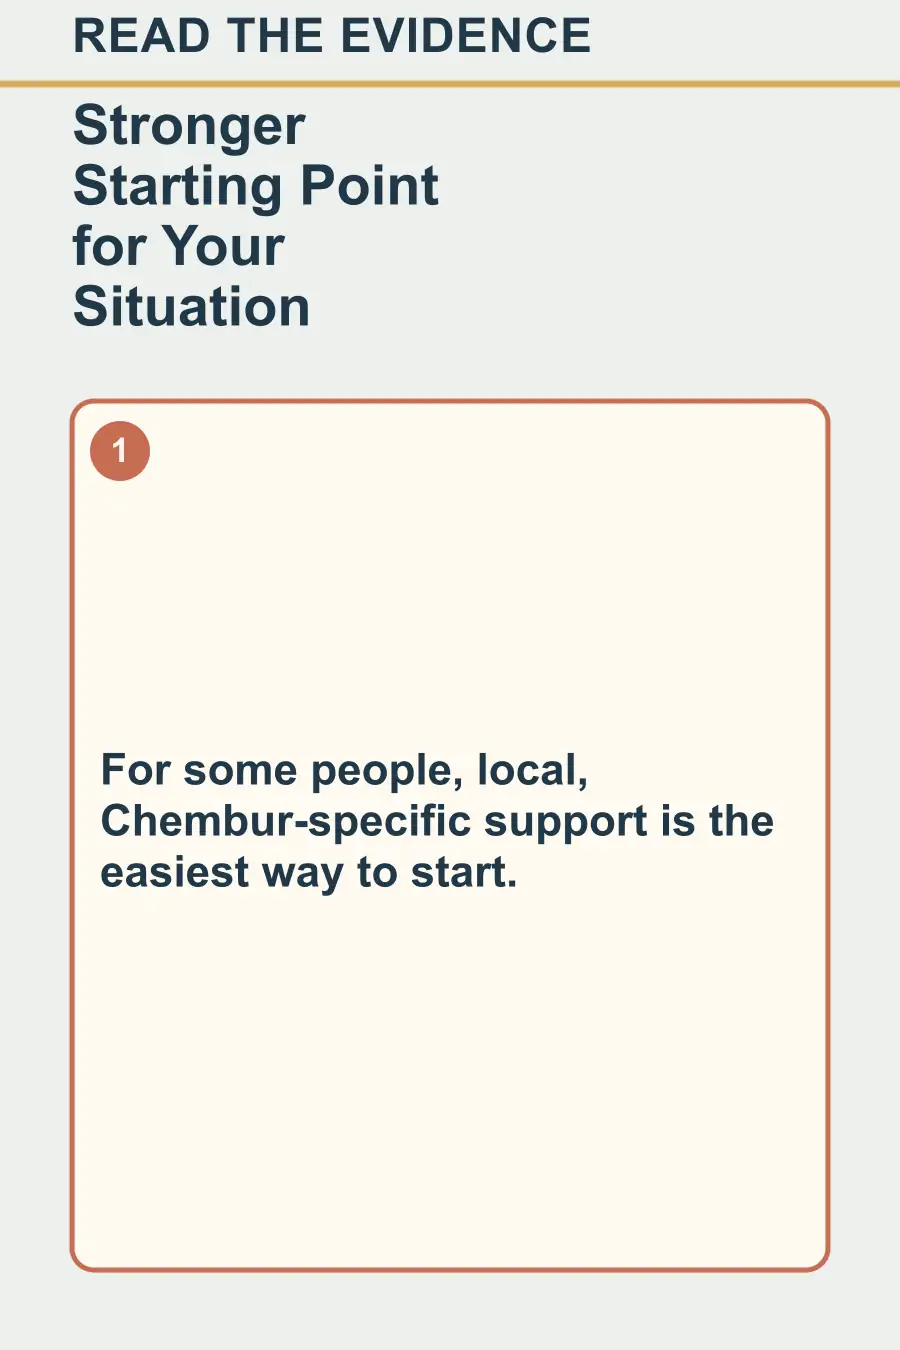 READ THE EVIDENCE
Stronger
Starting Point
for Your
Situation
1
For some people, local,
Chembur-specific support is the
easiest way to start.